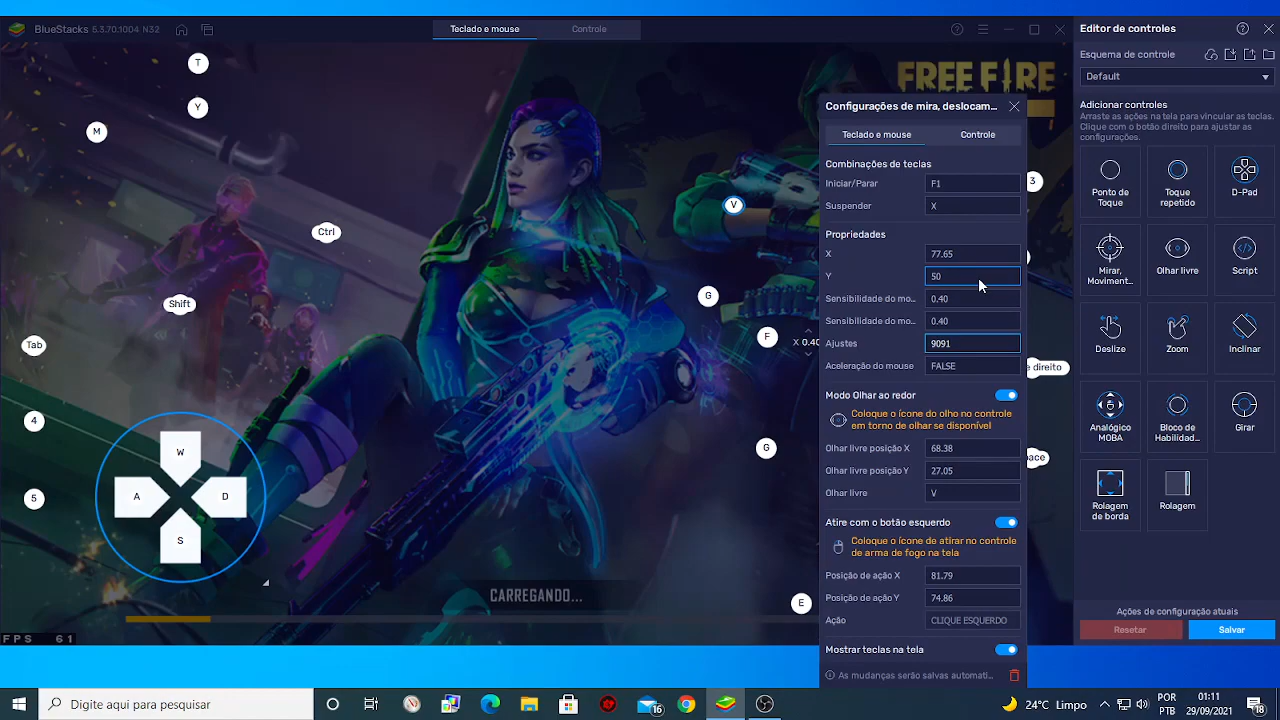 BlueStacks 5.3.70.1004 N32
Teclado e mouse
Controle
T
Y
M
Ctrl
Shift
Tab
4
5
W
A
D
S
V
G
F
X 0.40
G
E
3
e direito
pace
FREE FIRE
CARREGANDO...
FPS 61
Configurações de mira, deslocam...
Teclado e mouse
Controle
Combinações de teclas
Iniciar/Parar F1
Suspender X
Propriedades
X 77.65
Y 50
Sensibilidade do mo... 0.40
Sensibilidade do mo... 0.40
Ajustes 9091
Aceleração do mouse FALSE
Modo Olhar ao redor
Coloque o ícone do olho no controle
em torno de olhar se disponível
Olhar livre posição X 68.38
Olhar livre posição Y 27.05
Olhar livre V
Atire com o botão esquerdo
Coloque o ícone de atirar no controle
de arma de fogo na tela
Posição de ação X 81.79
Posição de ação Y 74.86
Ação CLIQUE ESQUERDO
Mostrar teclas na tela
As mudanças serão salvas automati...
Editor de controles
Esquema de controle
Default
Adicionar controles
Arraste as ações na tela para vincular as teclas.
Clique com o botão direito para ajustar as
configurações.
Ponto de
Toque
Toque
repetido
D-Pad
Mirar,
Movimen...
Olhar livre
Script
Deslize
Zoom
Inclinar
Analógico
MOBA
Bloco de
Habilidad...
Girar
Rolagem
de borda
Rolagem
Ações de configuração atuais
Resetar
Salvar
Digite aqui para pesquisar
16
24°C Limpo
POR
PTB2
01:11
29/09/2021